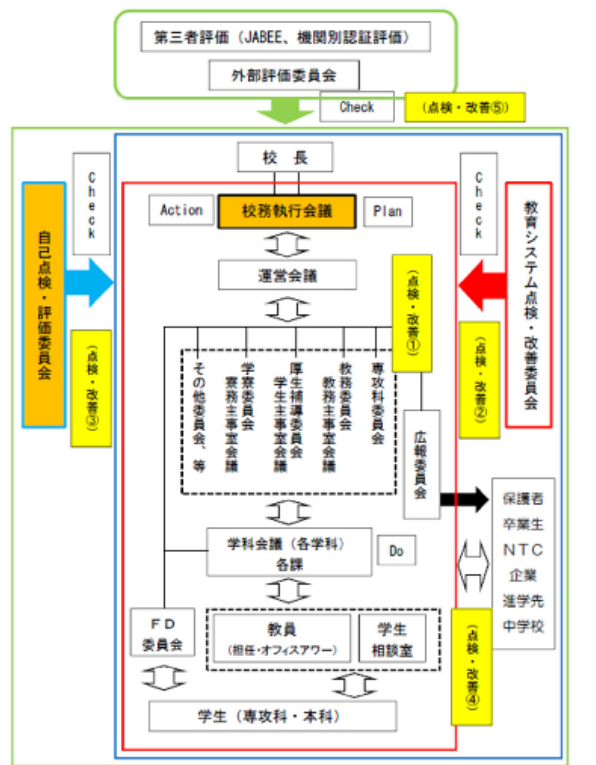 第三者評価（JABEE、機関別認証評価）
外部評価委員会
Check
（点検・改善⑤）
校　長
Check
Check
自己点検・評価委員会
教育システム点検・改善委員会
Action
校務執行会議
Plan
運営会議
（点検・改善①）
（点検・改善②）
（点検・改善③）
専攻科委員会
教務委員会
教務主事室会議
厚生補導委員会
学生主事室会議
学寮委員会
寮務主事室会議
その他委員会、等
広報委員会
保護者
卒業生
ＮＴＣ
企業
進学先
中学校
学科会議（各学科）
各課
Do
ＦＤ
委員会
教員
（担任・オフィスアワー）
学生
相談室
（点検・改善④）
学生（専攻科・本科）